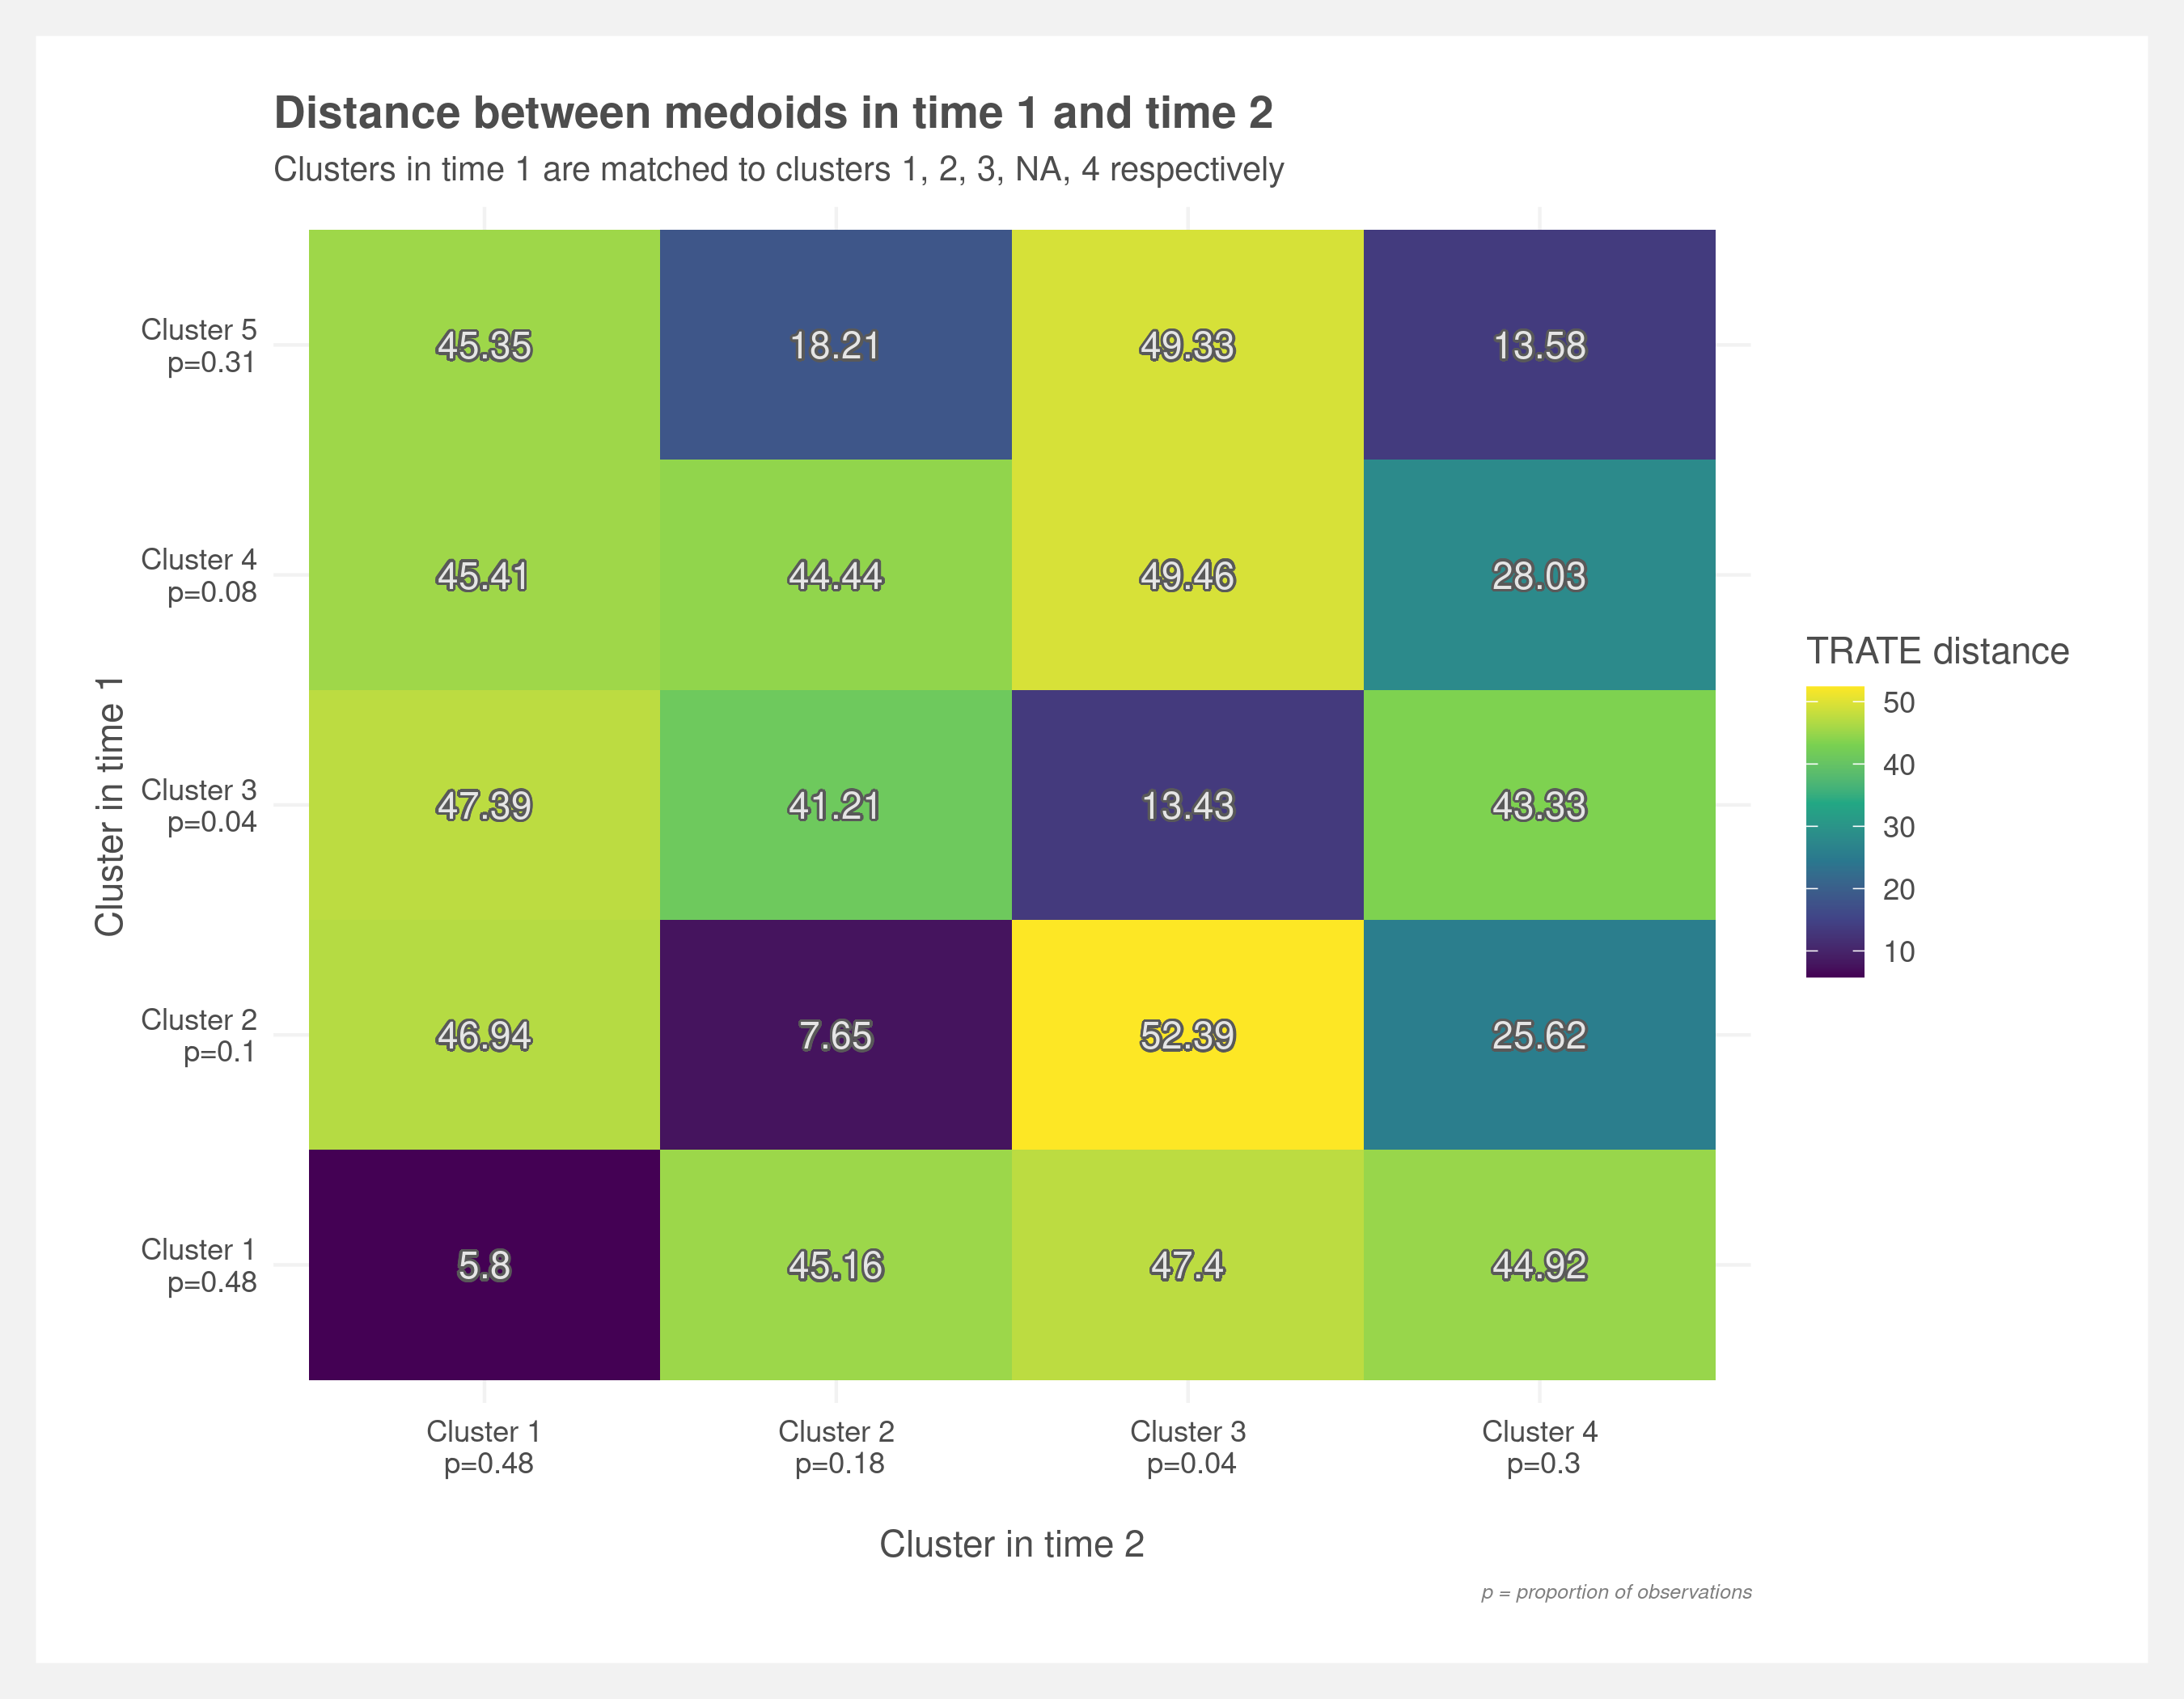 Distance between medoids in time 1 and time 2
Clusters in time 1 are matched to clusters 1, 2, 3, NA, 4 respectively
Cluster in time 1
Cluster 5
p=0.31
45.35 18.21 49.33 13.58
Cluster 4
p=0.08
45.41 44.44 49.46 28.03
Cluster 3
p=0.04
47.39 41.21 13.43 43.33
Cluster 2
p=0.1
46.94 7.65 52.39 25.62
Cluster 1
p=0.48
5.8 45.16 47.4 44.92
Cluster 1 Cluster 2 Cluster 3 Cluster 4
p=0.48 p=0.18 p=0.04 p=0.3
Cluster in time 2
TRATE distance
50
40
30
20
10
p = proportion of observations